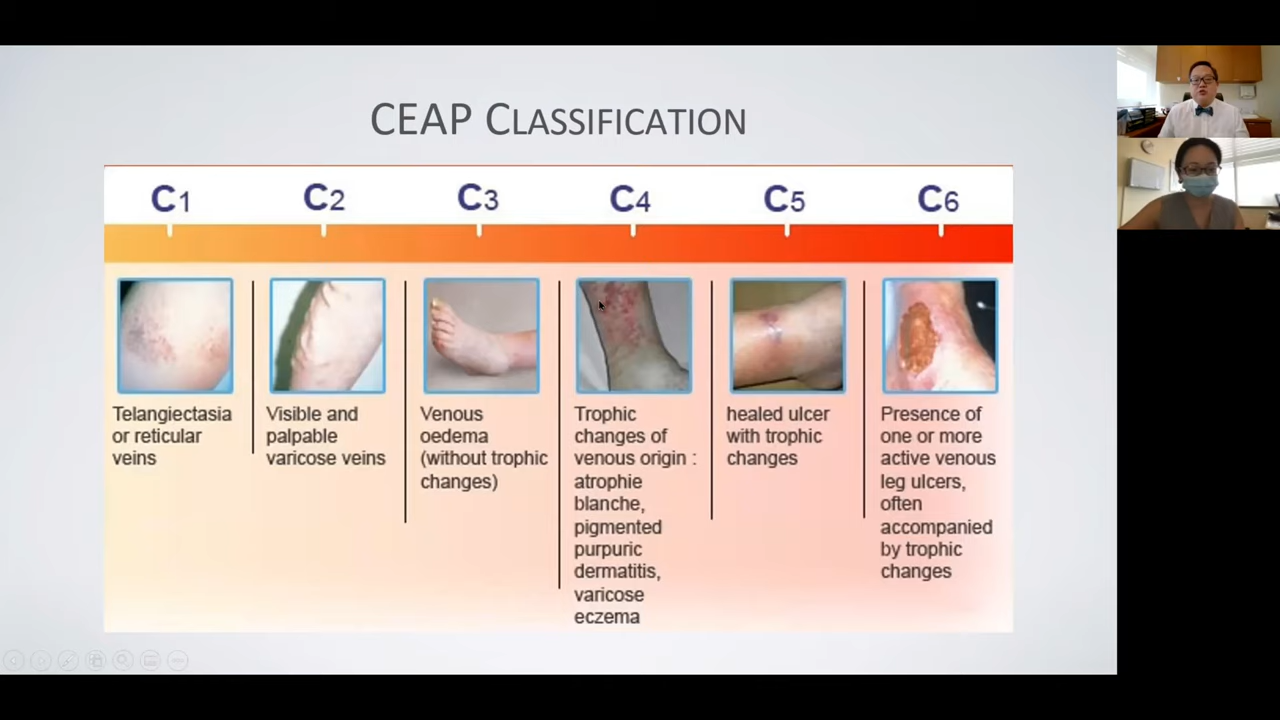 CEAP CLASSIFICATION
C1
C2
C3
C4
C5
C6
Telangiectasia
or reticular
veins
Visible and
palpable
varicose veins
Venous
oedema
(without trophic
changes)
Trophic
changes of
venous origin :
atrophie
blanche,
pigmented
purpuric
dermatitis,
varicose
eczema
healed ulcer
with trophic
changes
Presence of
one or more
active venous
leg ulcers,
often
accompanied
by trophic
changes